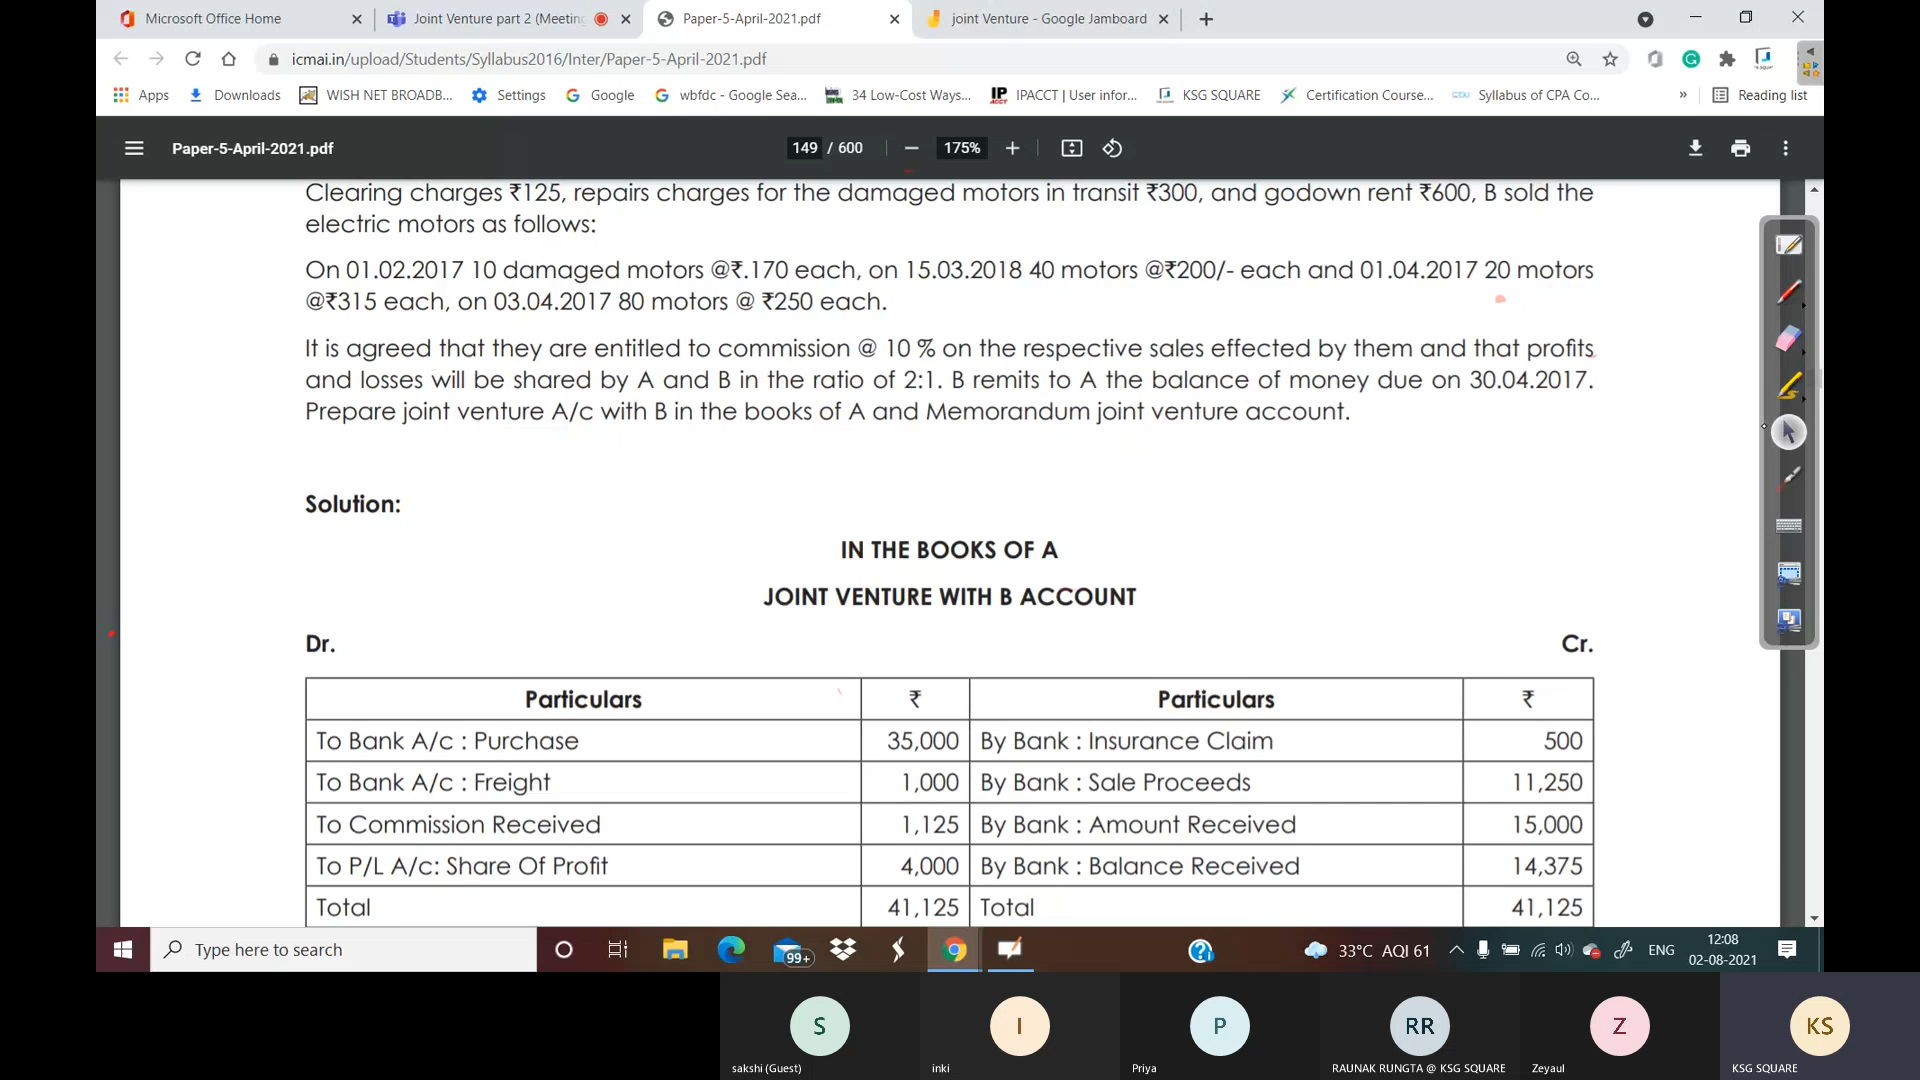 Microsoft Office Home
Joint Venture part 2 (Meeting
Paper-5-April-2021.pdf
joint Venture - Google Jamboard
icmai.in/upload/Students/Syllabus2016/Inter/Paper-5-April-2021.pdf
Apps
Downloads
WISH NET BROADB...
Settings
Google
wbfdc - Google Sea...
34 Low-Cost Ways...
IPACCT | User infor...
KSG SQUARE
Certification Course...
Syllabus of CPA Co...
»
Reading list
Paper-5-April-2021.pdf
149 / 600
175%
Clearing charges ₹125, repairs charges for the damaged motors in transit ₹300, and godown rent ₹600, B sold the
electric motors as follows:
On 01.02.2017 10 damaged motors @₹.170 each, on 15.03.2018 40 motors @₹200/- each and 01.04.2017 20 motors
@₹315 each, on 03.04.2017 80 motors @ ₹250 each.
It is agreed that they are entitled to commission @ 10 % on the respective sales effected by them and that profits
and losses will be shared by A and B in the ratio of 2:1. B remits to A the balance of money due on 30.04.2017.
Prepare joint venture A/c with B in the books of A and Memorandum joint venture account.
Solution:
IN THE BOOKS OF A
JOINT VENTURE WITH B ACCOUNT
Dr. Cr.
Particulars ₹ Particulars ₹
To Bank A/c : Purchase 35,000 By Bank : Insurance Claim 500
To Bank A/c : Freight 1,000 By Bank : Sale Proceeds 11,250
To Commission Received 1,125 By Bank : Amount Received 15,000
To P/L A/c: Share Of Profit 4,000 By Bank : Balance Received 14,375
Total 41,125 Total 41,125
Type here to search
99+
33°C AQI 61
ENG
12:08
02-08-2021
S
I
P
RR
Z
KS
sakshi (Guest)
inki
Priya
RAUNAK RUNGTA @ KSG SQUARE
Zeyaul
KSG SQUARE